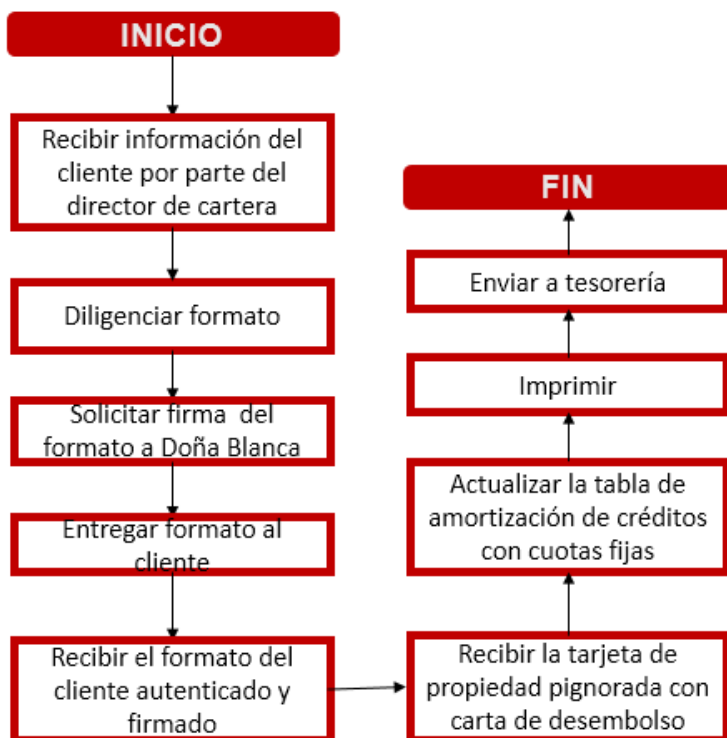 INICIO
Recibir información del
cliente por parte del
director de cartera
Diligenciar formato
Solicitar firma del
formato a Doña Blanca
Entregar formato al
cliente
Recibir el formato del
cliente autenticado y
firmado
Recibir la tarjeta de
propiedad pignorada con
carta de desembolso
Actualizar la tabla de
amortización de créditos
con cuotas fijas
Imprimir
Enviar a tesorería
FIN